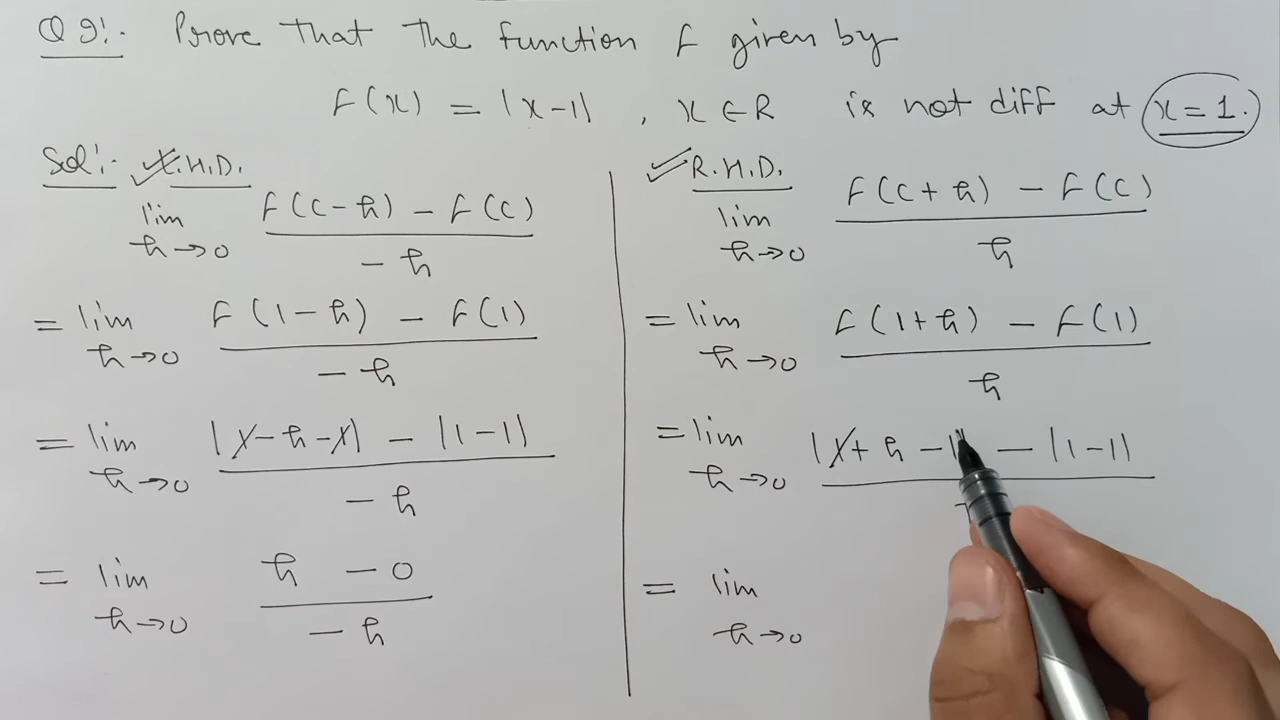 Q 9:- Prove that the function f given by
f(x) = |x-1| , x ∈ R is not diff at x = 1.
Sol:- L.H.D.
lim h→0 f(c-h) - f(c) / -h
= lim h→0 f(1-h) - f(1) / -h
= lim h→0 |1-h-1| - |1-1| / -h
= lim h→0 h - 0 / -h
R.H.D.
lim h→0 f(c+h) - f(c) / h
= lim h→0 f(1+h) - f(1) / h
= lim h→0 |1+h-1| - |1-1|
= lim h→0